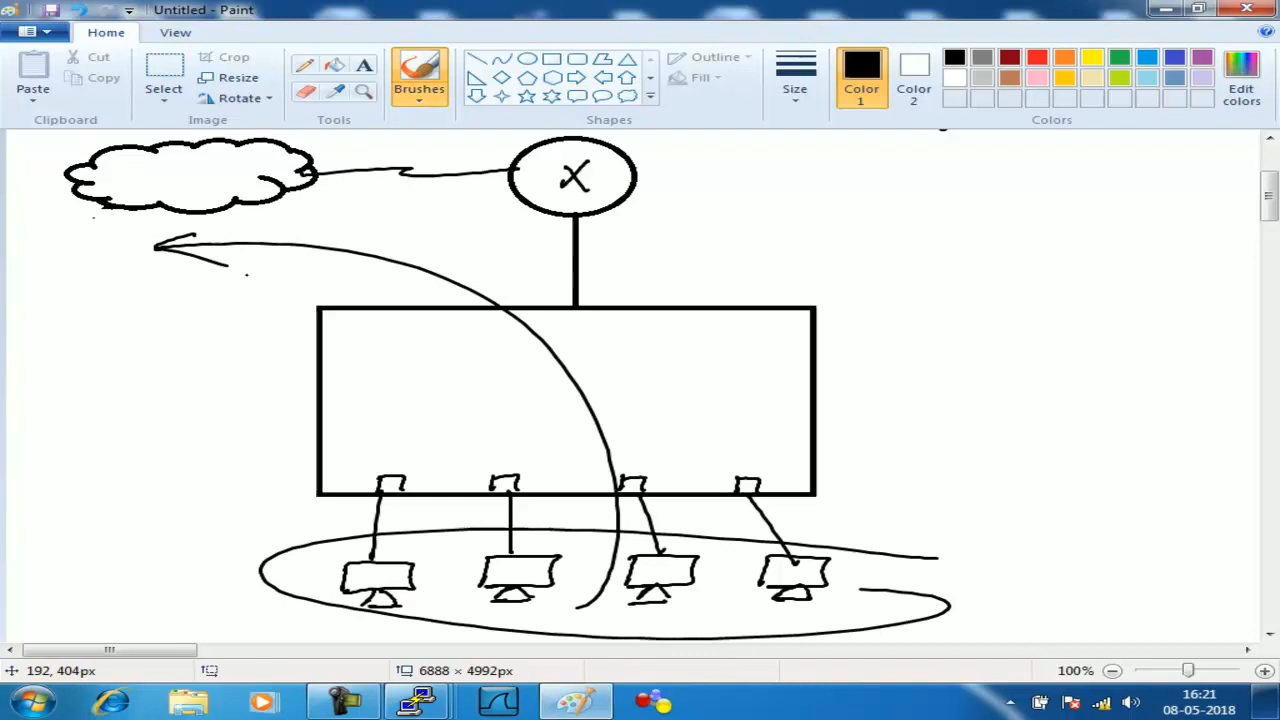 Untitled - Paint
Home
View
Paste
Clipboard
Cut
Copy
Select
Crop
Resize
Rotate
Image
A
Tools
Brushes
Shapes
Outline
Fill
Size
Color 1
Color 2
Edit colors
Colors
X
192, 404px
6888 × 4992px
100%
16:21
08-05-2018